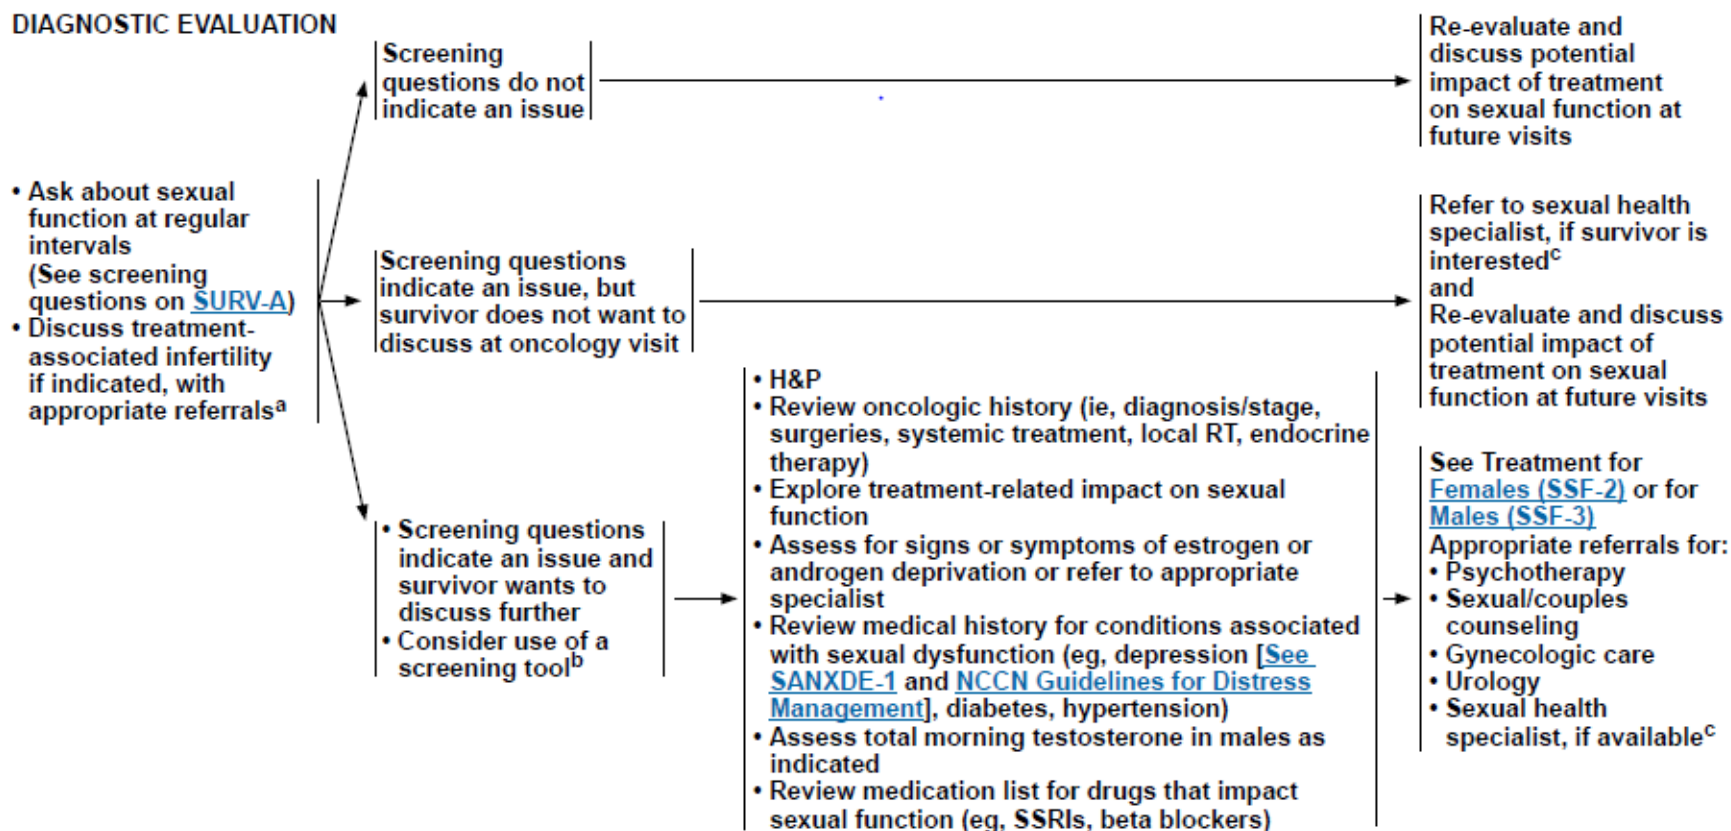 DIAGNOSTIC EVALUATION
Screening
questions do not
indicate an issue
Re-evaluate and
discuss potential
impact of treatment
on sexual function at
future visits
• Ask about sexual
function at regular
intervals
(See screening
questions on SURV-A)
• Discuss treatment-
associated infertility
if indicated, with
appropriate referralsa
Screening questions
indicate an issue, but
survivor does not want to
discuss at oncology visit
Refer to sexual health
specialist, if survivor is
interestedc
and
Re-evaluate and discuss
potential impact of
treatment on sexual
function at future visits
• Screening questions
indicate an issue and
survivor wants to
discuss further
• Consider use of a
screening toolb
• H&P
• Review oncologic history (ie, diagnosis/stage,
surgeries, systemic treatment, local RT, endocrine
therapy)
• Explore treatment-related impact on sexual
function
• Assess for signs or symptoms of estrogen or
androgen deprivation or refer to appropriate
specialist
• Review medical history for conditions associated
with sexual dysfunction (eg, depression [See
SANXDE-1 and NCCN Guidelines for Distress
Management], diabetes, hypertension)
• Assess total morning testosterone in males as
indicated
• Review medication list for drugs that impact
sexual function (eg, SSRIs, beta blockers)
See Treatment for
Females (SSF-2) or for
Males (SSF-3)
Appropriate referrals for:
• Psychotherapy
• Sexual/couples
counseling
• Gynecologic care
• Urology
• Sexual health
specialist, if availablec